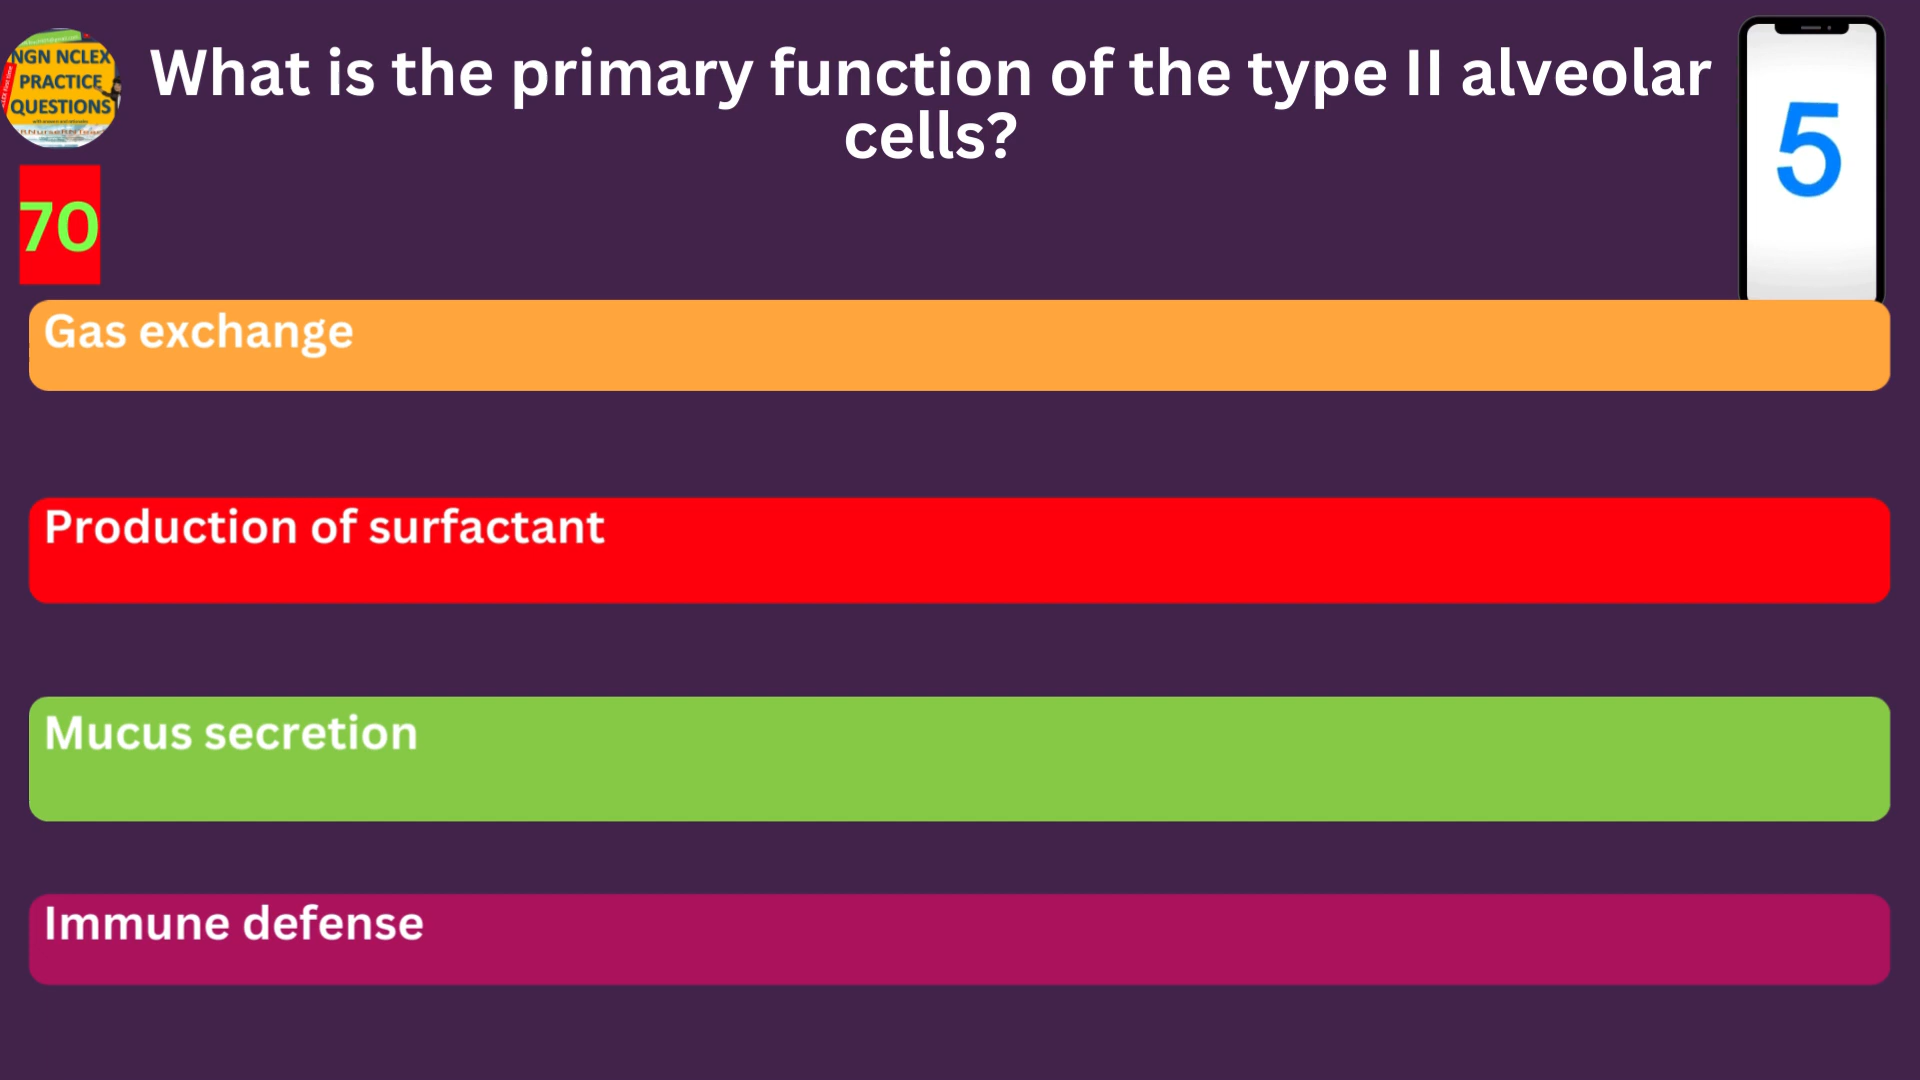 NGN NCLEX
PRACTICE
QUESTIONS
What is the primary function of the type II alveolar
cells?
5
70
Gas exchange
Production of surfactant
Mucus secretion
Immune defense